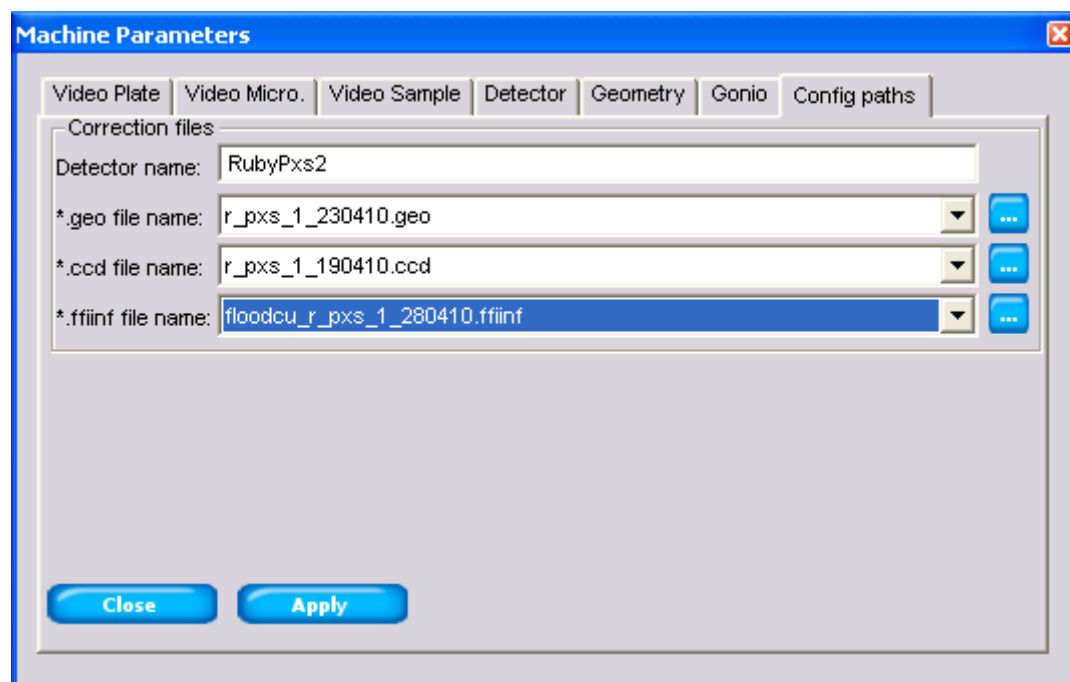 Machine Parameters
Video Plate Video Micro. Video Sample Detector Geometry Gonio Config paths
Correction files
Detector name: RubyPxs2
*.geo file name: r_pxs_1_230410.geo ...
*.ccd file name: r_pxs_1_190410.ccd ...
*.ffiinf file name: floodcu_r_pxs_1_280410.ffiinf ...
Close Apply